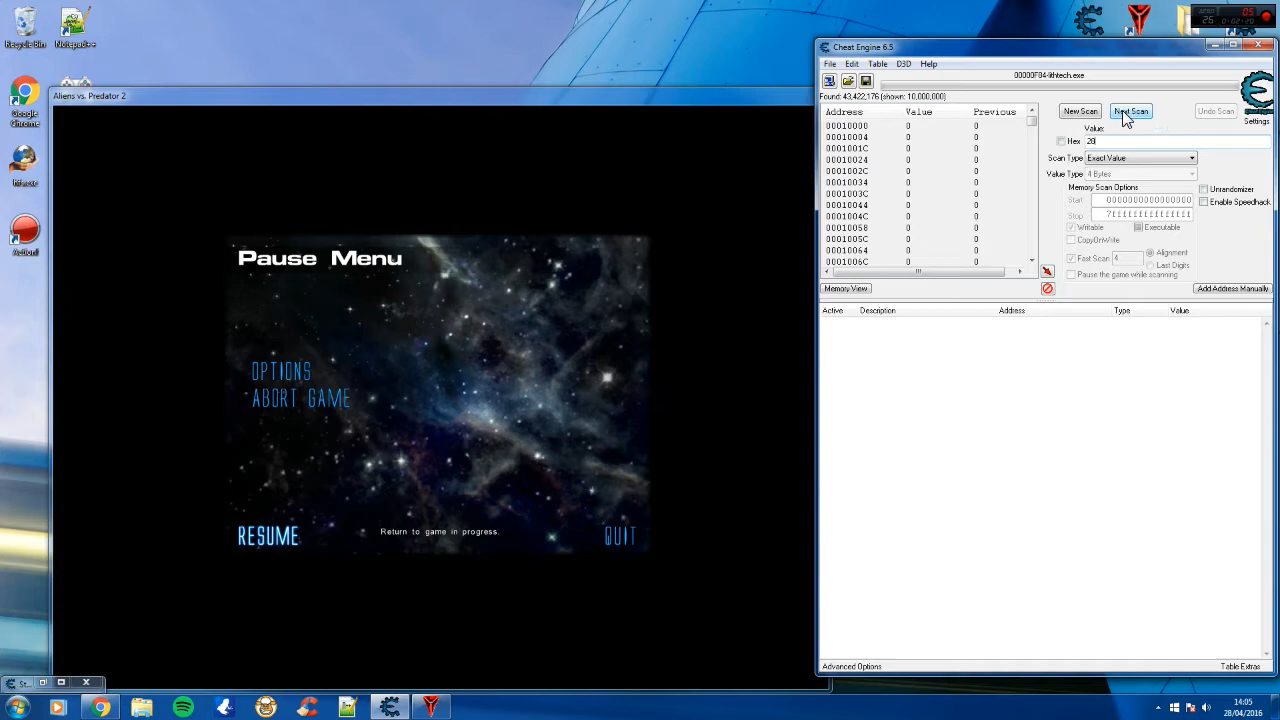 Recycle Bin
Notepad++
Google
Chrome
Action!
05
26 0:02:20
Aliens vs. Predator 2
Pause Menu
OPTIONS
ABORT GAME
RESUME
Return to game in progress.
QUIT
Cheat Engine 6.5
File Edit Table D3D Help
00000F84-lithtech.exe
Found: 43,422,176 (shown: 10,000,000)
Address Value Previous
00010000 0 0
00010004 0 0
0001001C 0 0
00010024 0 0
0001002C 0 0
00010034 0 0
0001003C 0 0
00010044 0 0
0001004C 0 0
00010058 0 0
0001005C 0 0
00010064 0 0
0001006C 0 0
New Scan Next Scan Undo Scan
Settings
Value:
Hex 20
Scan Type Exact Value
Value Type 4 Bytes
Memory Scan Options
Start 0000000000000000
Stop 7fffffffffffffff
Writable Executable
CopyOnWrite
Fast Scan 4 Alignment
Last Digits
Pause the game while scanning
Unrandomizer
Enable Speedhack
Memory View
Add Address Manually
Active Description Address Type Value
Advanced Options
Table Extras
14:05
28/04/2016